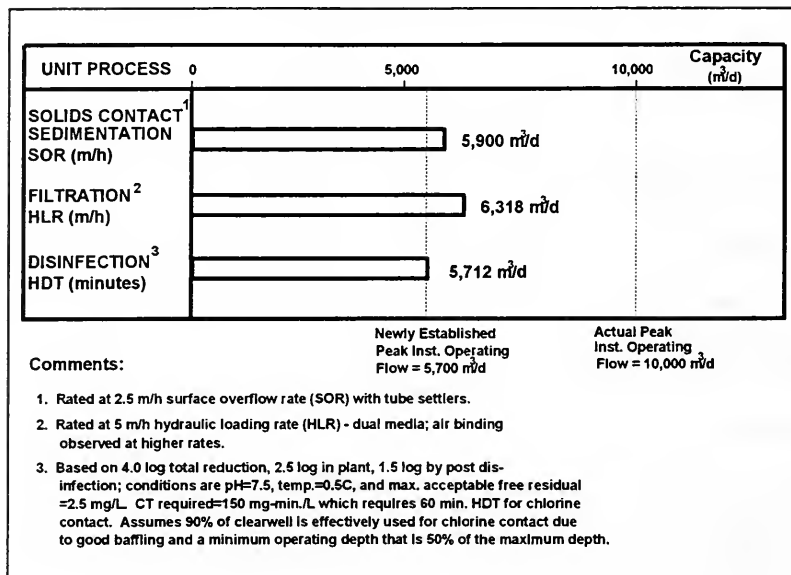 UNIT PROCESS 0 5,000 10,000 Capacity
(m³/d)
SOLIDS CONTACT¹
SEDIMENTATION
SOR (m/h)
5,900 m³/d
FILTRATION²
HLR (m/h)
6,318 m³/d
DISINFECTION³
HDT (minutes)
5,712 m³/d
Newly Established
Peak Inst. Operating
Flow = 5,700 m³/d
Actual Peak
Inst. Operating
Flow = 10,000 m³/d
Comments:
1. Rated at 2.5 m/h surface overflow rate (SOR) with tube settlers.
2. Rated at 5 m/h hydraulic loading rate (HLR) - dual media; air binding
observed at higher rates.
3. Based on 4.0 log total reduction, 2.5 log in plant, 1.5 log by post dis-
infection; conditions are pH=7.5, temp.=0.5C, and max. acceptable free residual
=2.5 mg/L. CT required=150 mg-min./L which requires 60 min. HDT for chlorine
contact. Assumes 90% of clearwell is effectively used for chlorine contact due
to good baffling and a minimum operating depth that is 50% of the maximum depth.